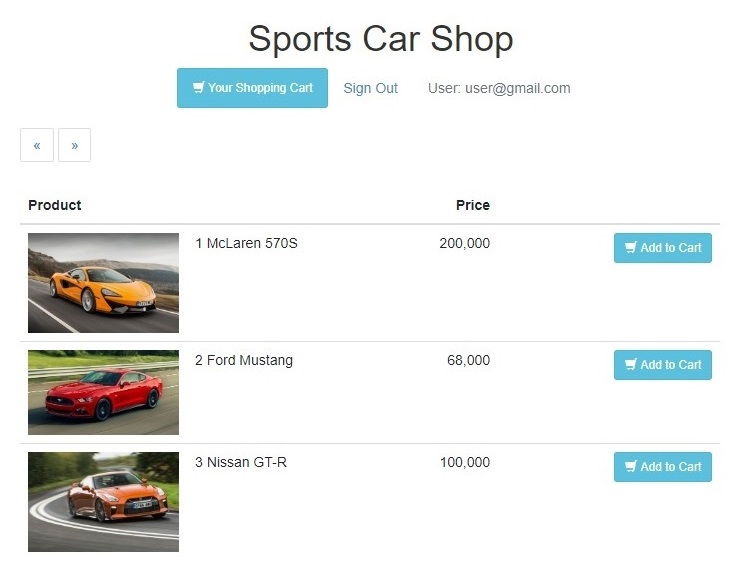 Sports Car Shop
Your Shopping Cart Sign Out User: user@gmail.com
« »
Product Price
1 McLaren 570S 200,000 Add to Cart
2 Ford Mustang 68,000 Add to Cart
3 Nissan GT-R 100,000 Add to Cart